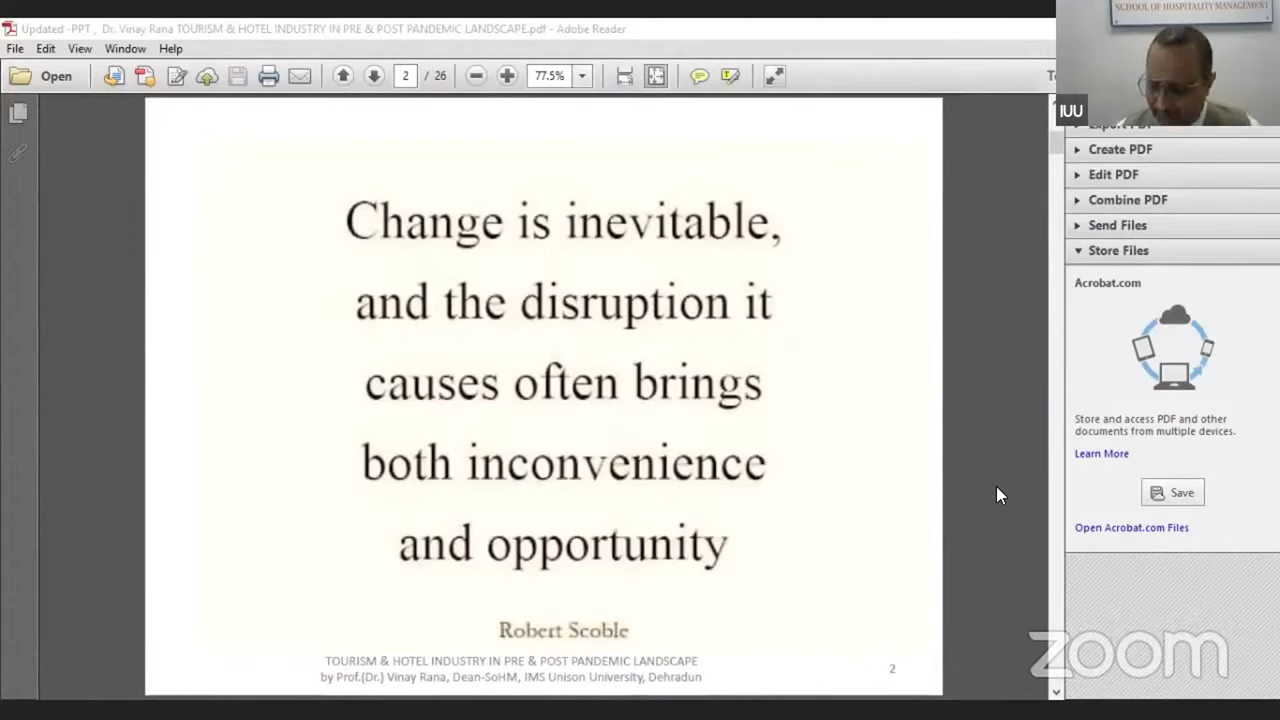 SCHOOL OF HOSPITALITY MANAGEMENT
Updated -PPT , Dr. Vinay Rana TOURISM & HOTEL INDUSTRY IN PRE & POST PANDEMIC LANDSCAPE.pdf - Adobe Reader
File Edit View Window Help
Open 2 / 26 77.5%
IUU
Change is inevitable,
and the disruption it
causes often brings
both inconvenience
and opportunity
Robert Scoble
TOURISM & HOTEL INDUSTRY IN PRE & POST PANDEMIC LANDSCAPE
by Prof.(Dr.) Vinay Rana, Dean-SoHM, IMS Unison University, Dehradun
2
Export PDF
Create PDF
Edit PDF
Combine PDF
Send Files
Store Files
Acrobat.com
Store and access PDF and other
documents from multiple devices.
Learn More
Save
Open Acrobat.com Files
zoom